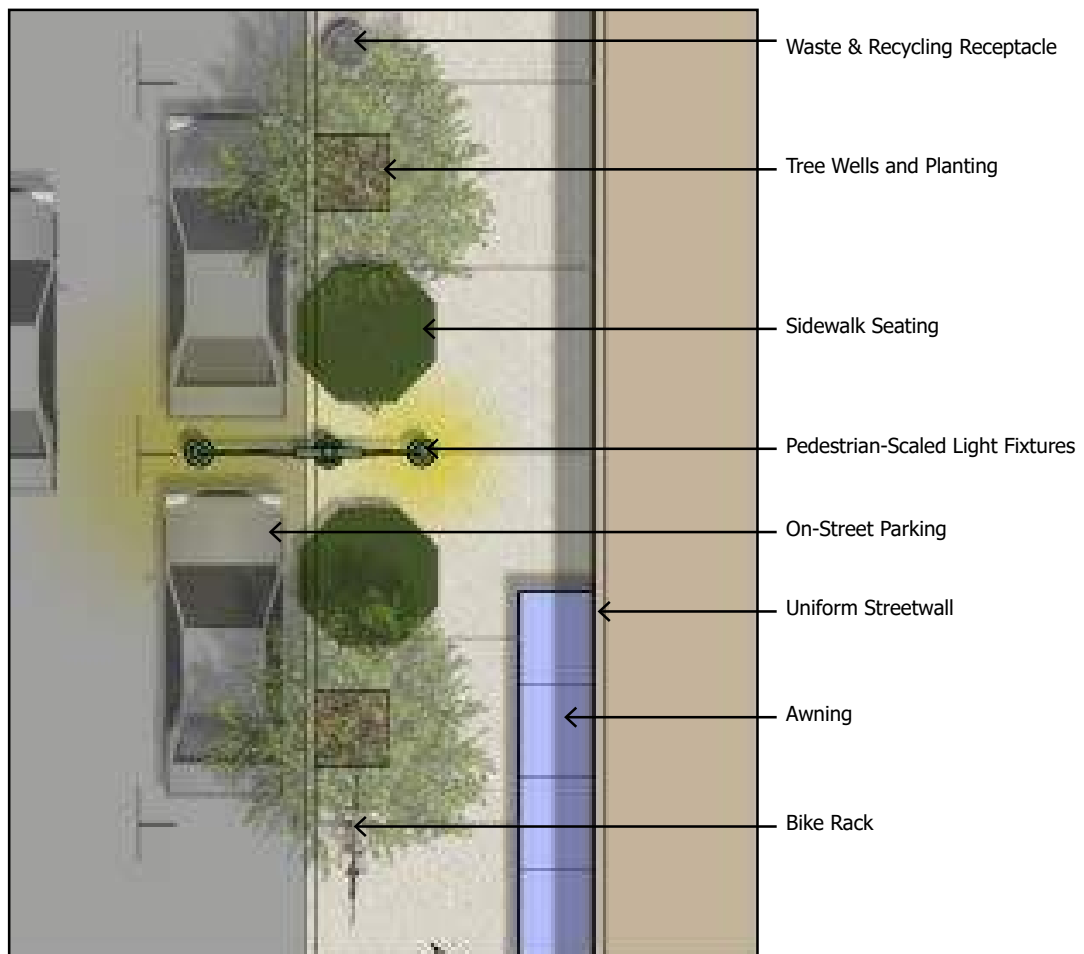 Waste & Recycling Receptacle
Tree Wells and Planting
Sidewalk Seating
Pedestrian-Scaled Light Fixtures
On-Street Parking
Uniform Streetwall
Awning
Bike Rack